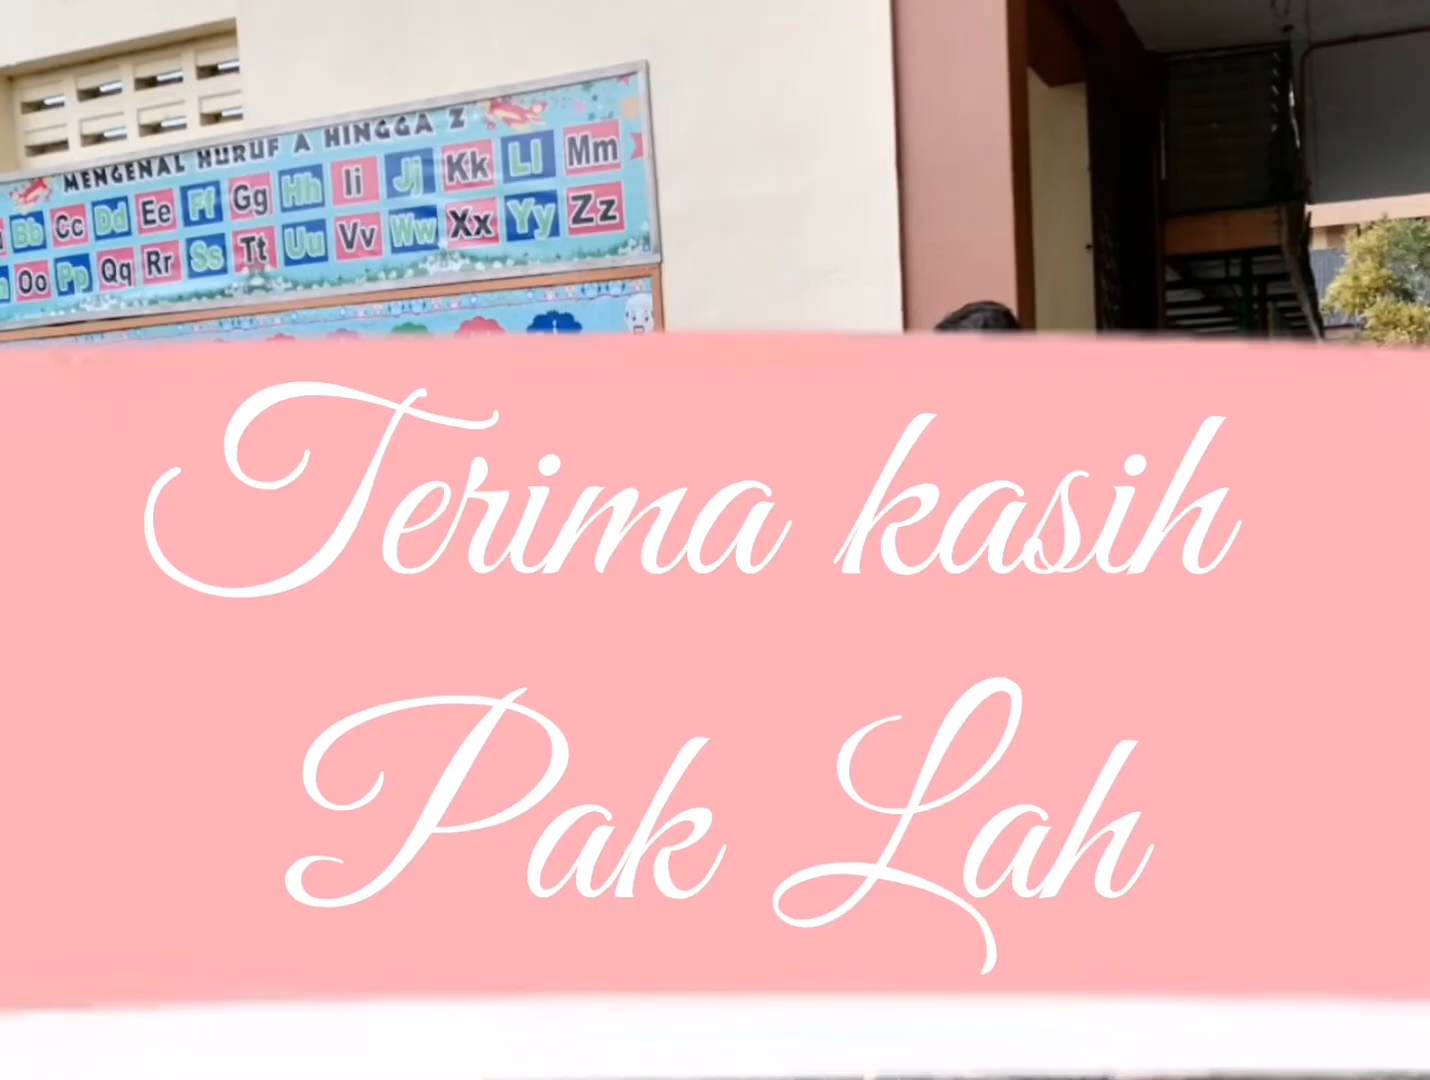 MENGENAL HURUF A HINGGA Z
Bb Cc Dd Ee Ff Gg Hh Ii Jj Kk Ll Mm
Oo Pp Qq Rr Ss Tt Uu Vv Ww Xx Yy Zz
Terima kasih
Pak Lah